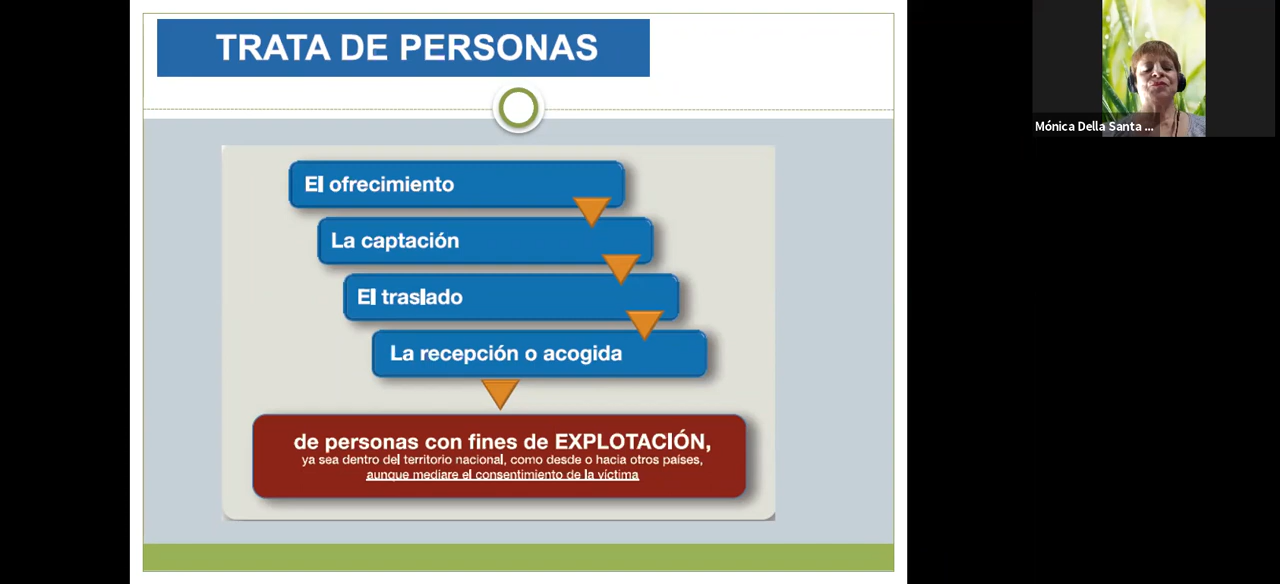 TRATA DE PERSONAS
El ofrecimiento
La captación
El traslado
La recepción o acogida
de personas con fines de EXPLOTACIÓN,
ya sea dentro del territorio nacional, como desde o hacia otros países,
aunque mediare el consentimiento de la víctima
Mónica Della Santa ...